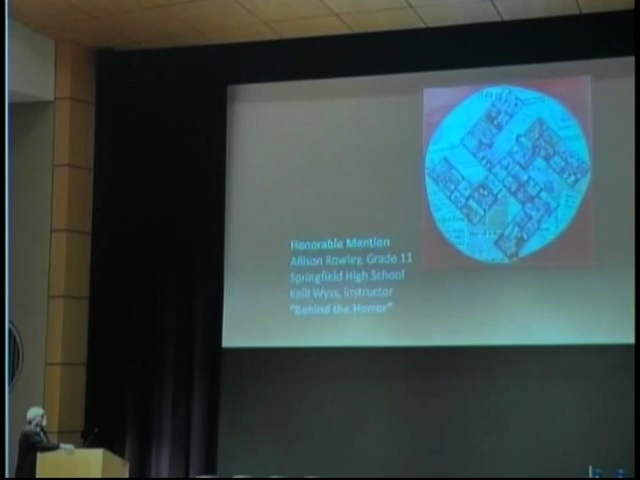 Honorable Mention
Allison Rowley, Grade 11
Springfield High School
Kelli Wyss, Instructor
"Behind the Horror"